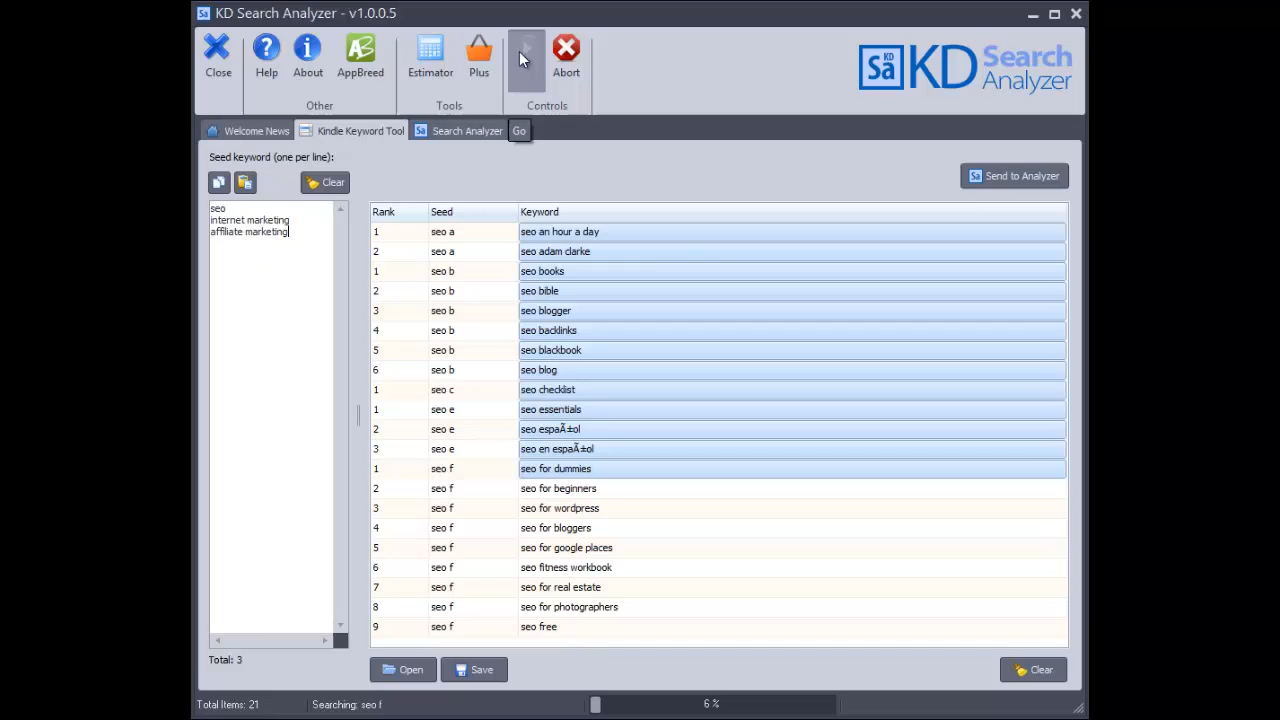 KD Search Analyzer - v1.0.0.5
Close
Help
About
AppBreed
Other
Estimator
Plus
Tools
Abort
Controls
Sa KD
KD Search Analyzer
Welcome News
Kindle Keyword Tool
Sa Search Analyzer
Go
Seed keyword (one per line):
Clear
Sa Send to Analyzer
seo
internet marketing
affiliate marketing
Rank Seed Keyword
1 seo a seo an hour a day
2 seo a seo adam clarke
1 seo b seo books
2 seo b seo bible
3 seo b seo blogger
4 seo b seo backlinks
5 seo b seo blackbook
6 seo b seo blog
1 seo c seo checklist
1 seo e seo essentials
2 seo e seo espaÃ±ol
3 seo e seo en espaÃ±ol
1 seo f seo for dummies
2 seo f seo for beginners
3 seo f seo for wordpress
4 seo f seo for bloggers
5 seo f seo for google places
6 seo f seo fitness workbook
7 seo f seo for real estate
8 seo f seo for photographers
9 seo f seo free
Total: 3
Open
Save
Clear
Total Items: 21
Searching: seo f
6 %